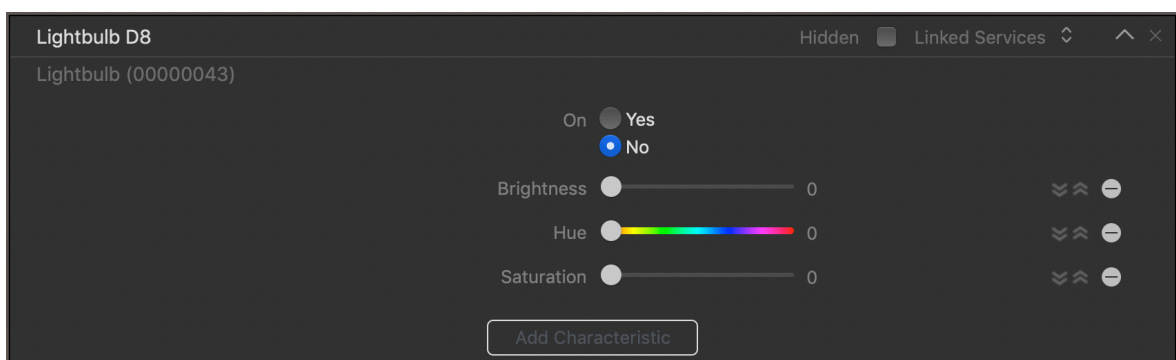 Lightbulb D8 Hidden Linked Services
Lightbulb (00000043)
On Yes
No
Brightness 0
Hue 0
Saturation 0
Add Characteristic